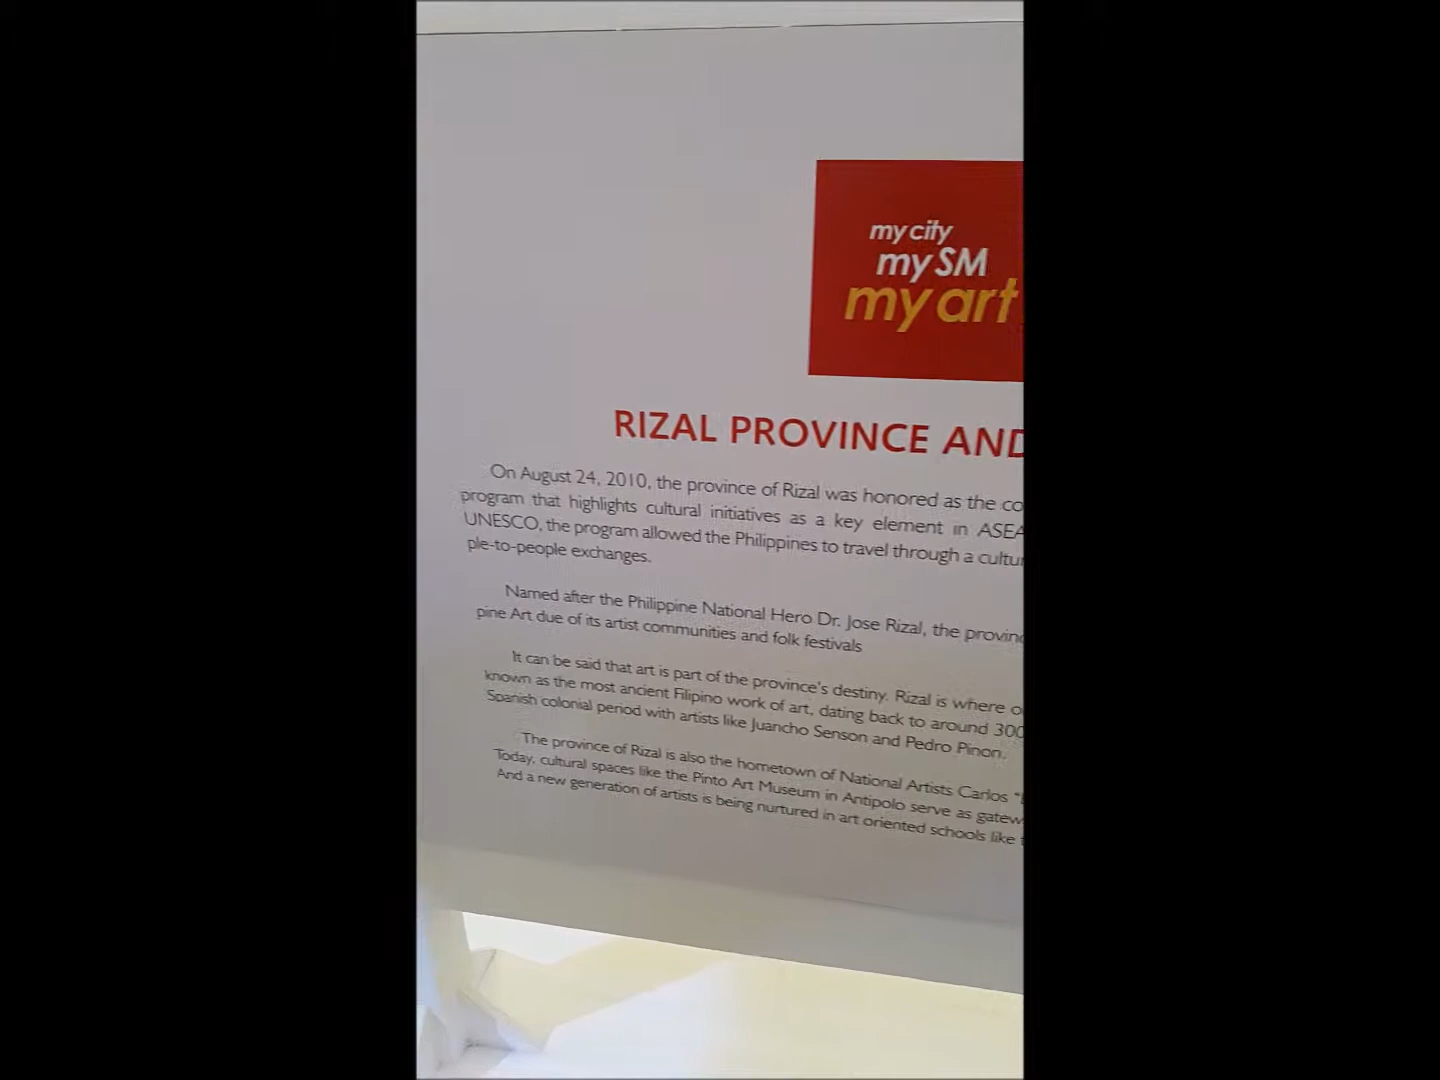 my city
my SM
my art
RIZAL PROVINCE AND
On August 24, 2010, the province of Rizal was honored as the co
program that highlights cultural initiatives as a key element in ASEA
UNESCO, the program allowed the Philippines to travel through a cultur
ple-to-people exchanges.
Named after the Philippine National Hero Dr. Jose Rizal, the provinc
pine Art due of its artist communities and folk festivals
It can be said that art is part of the province's destiny. Rizal is where o
known as the most ancient Filipino work of art, dating back to around 300
Spanish colonial period with artists like Juancho Senson and Pedro Pinon.
The province of Rizal is also the hometown of National Artists Carlos "
Today, cultural spaces like the Pinto Art Museum in Antipolo serve as gatew
And a new generation of artists is being nurtured in art oriented schools like t